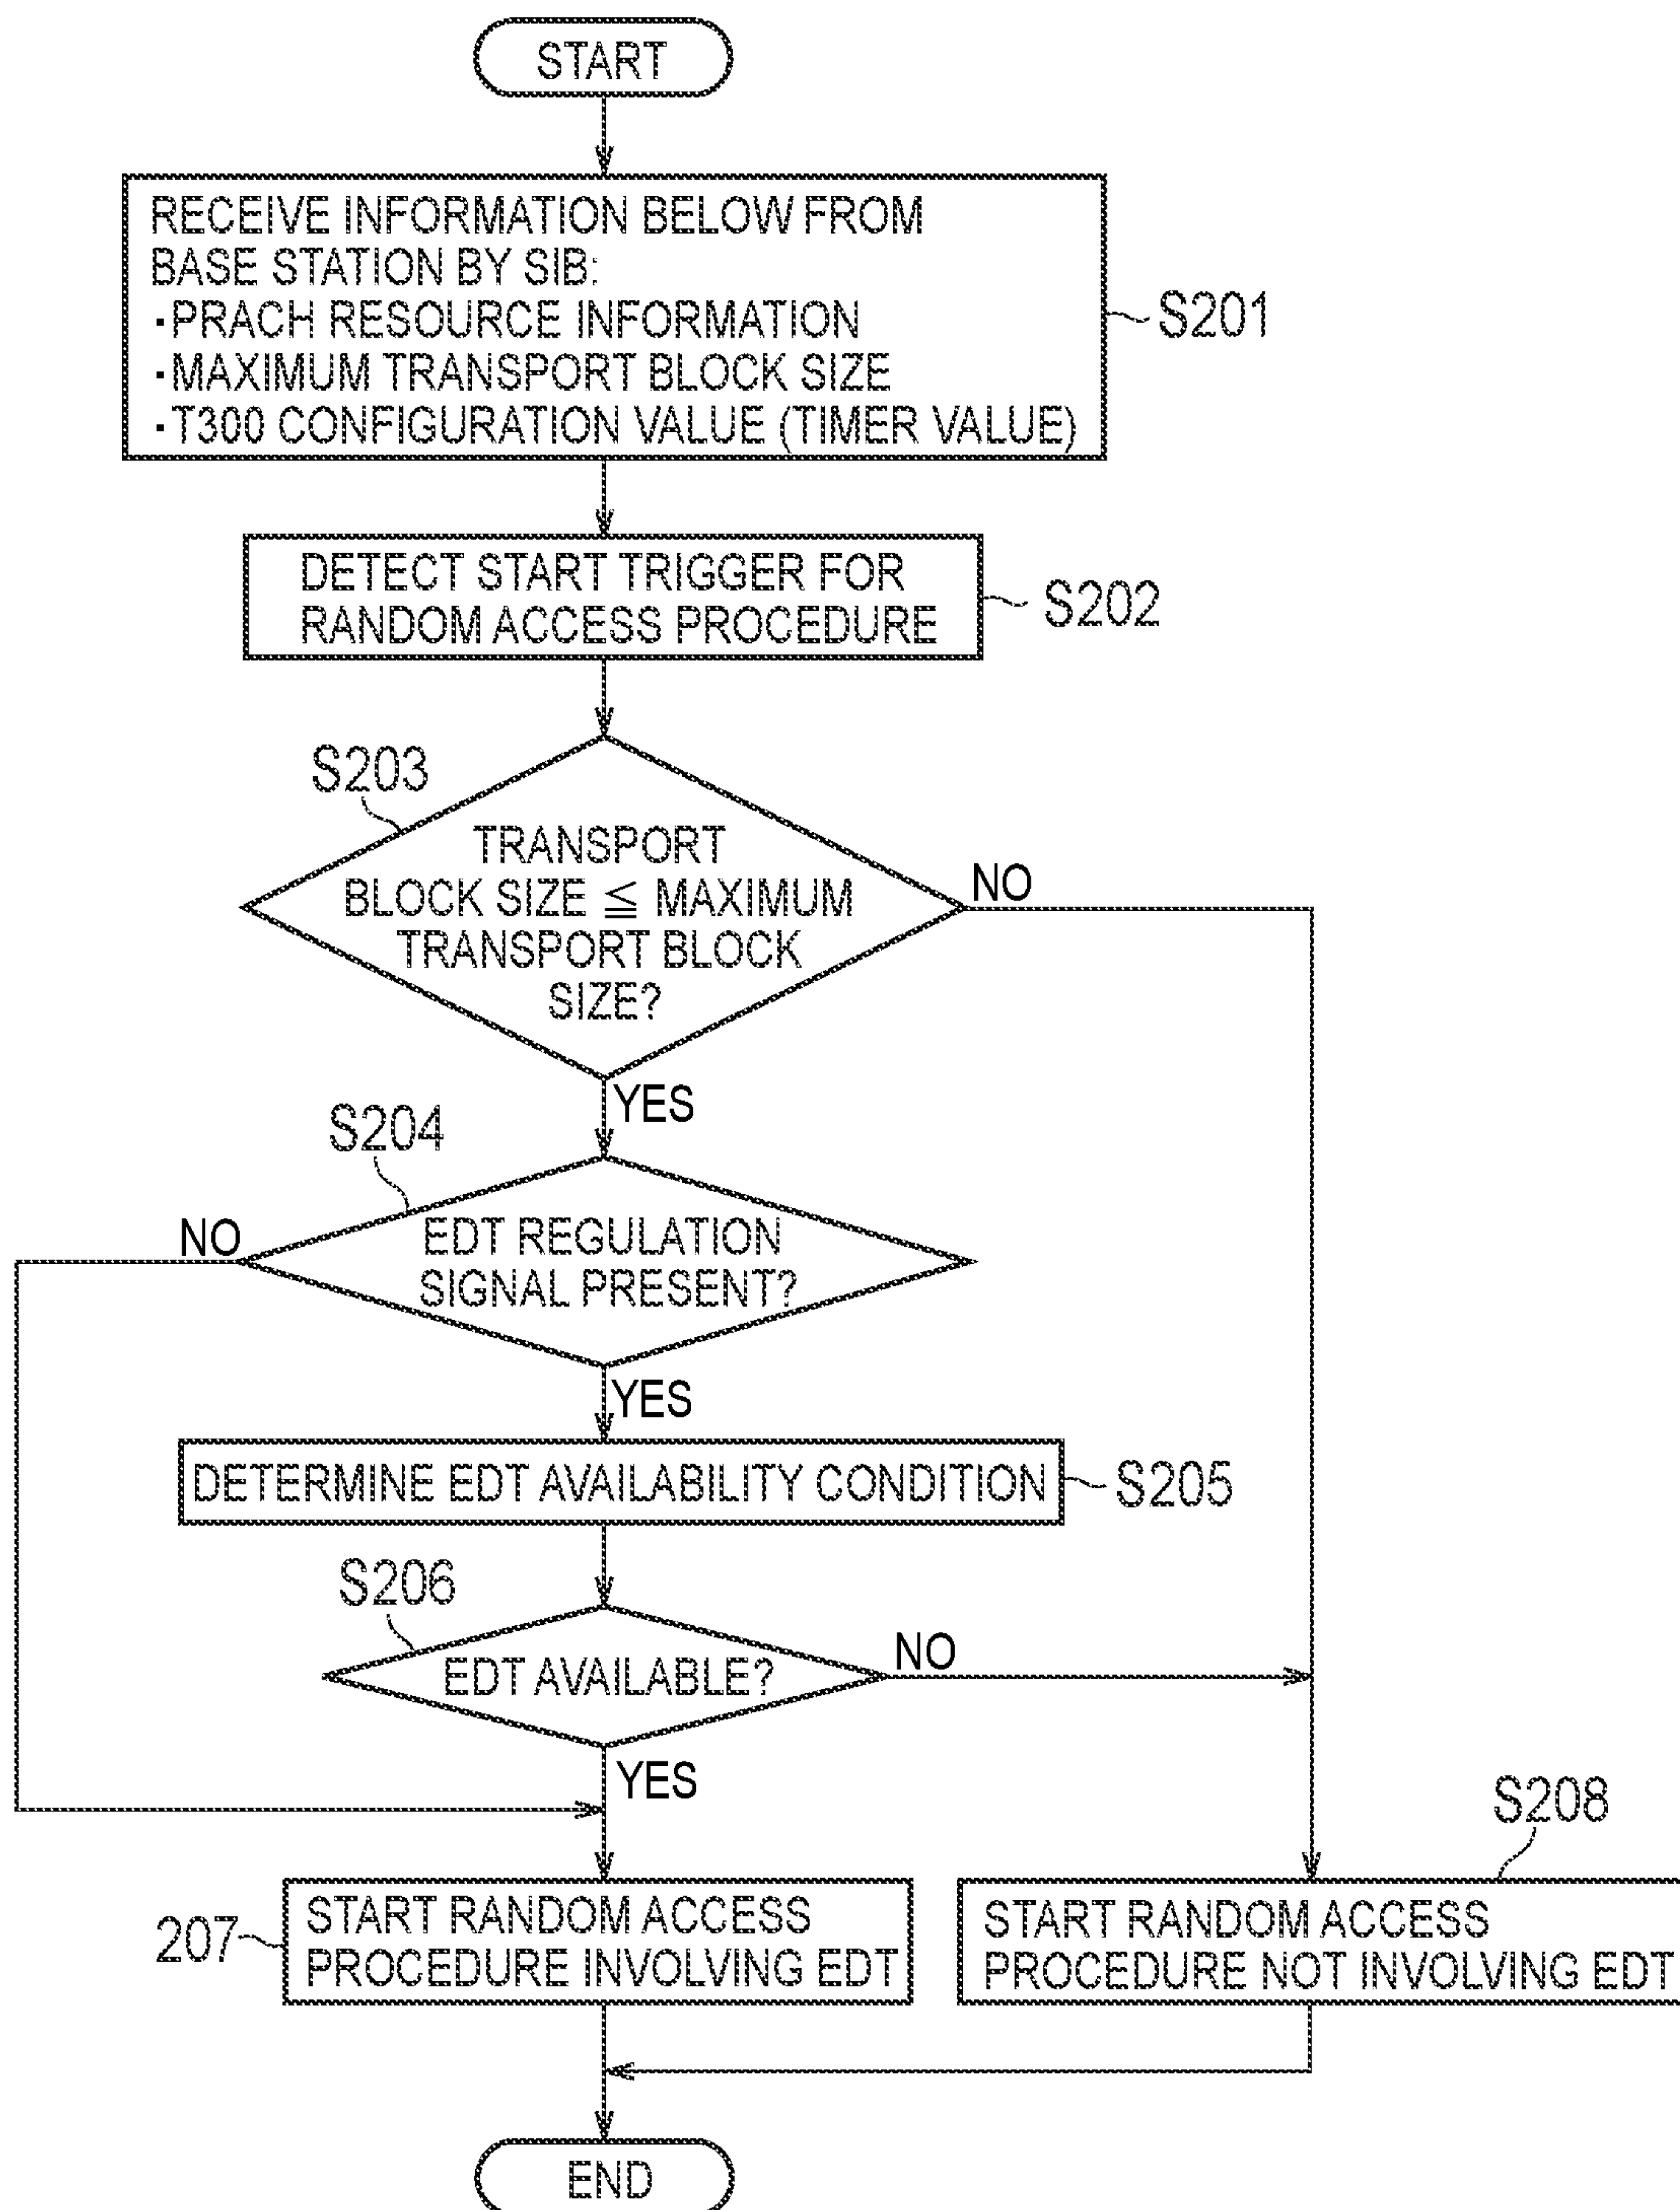 START
RECEIVE INFORMATION BELOW FROM
BASE STATION BY SIB:
·PRACH RESOURCE INFORMATION
·MAXIMUM TRANSPORT BLOCK SIZE
·T300 CONFIGURATION VALUE (TIMER VALUE)
S201
DETECT START TRIGGER FOR
RANDOM ACCESS PROCEDURE
S202
S203
TRANSPORT
BLOCK SIZE ≦ MAXIMUM
TRANSPORT BLOCK
SIZE?
NO
YES
S204
NO
EDT REGULATION
SIGNAL PRESENT?
YES
DETERMINE EDT AVAILABILITY CONDITION
S205
S206
EDT AVAILABLE?
NO
YES
S208
207
START RANDOM ACCESS
PROCEDURE INVOLVING EDT
START RANDOM ACCESS
PROCEDURE NOT INVOLVING EDT
END